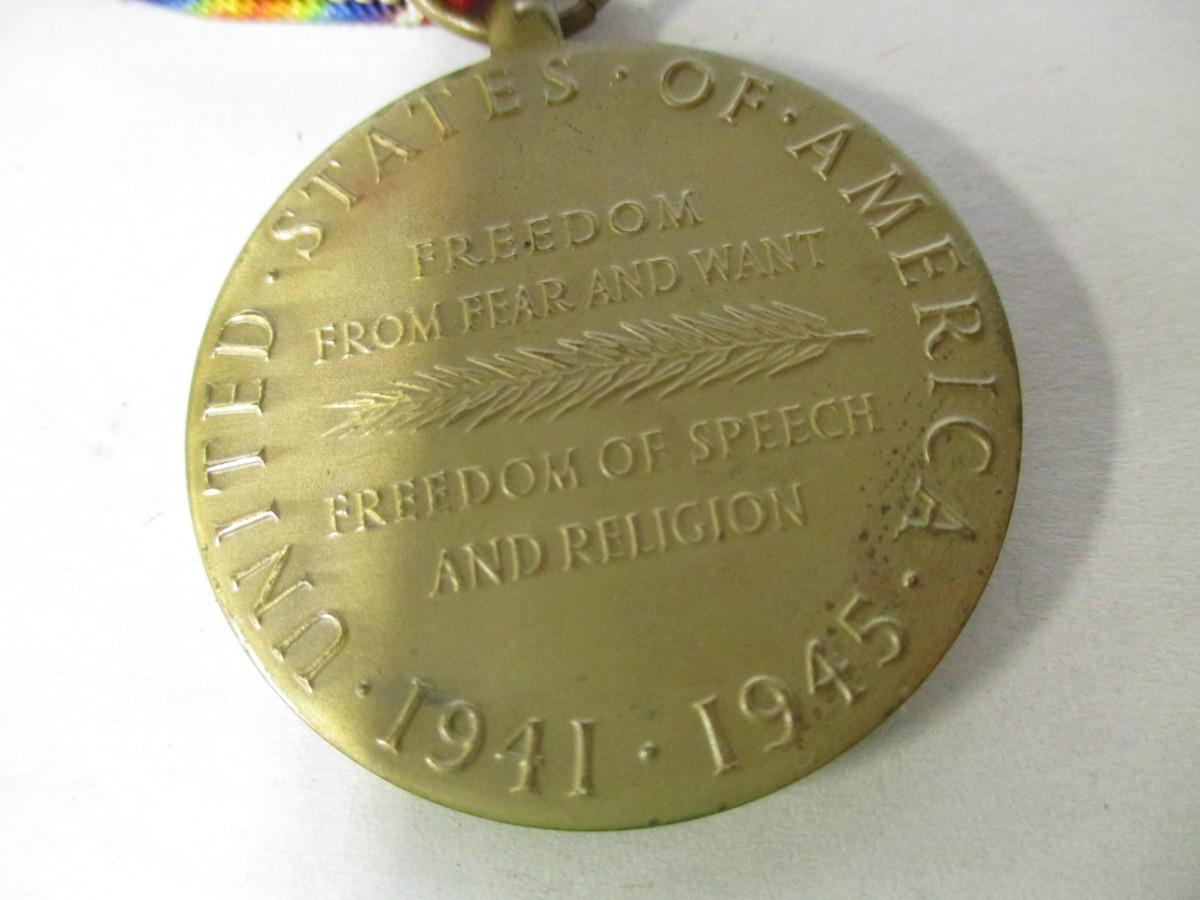 UNITED · STATES · OF · AMERICA ·
FREEDOM
FROM FEAR AND WANT
FREEDOM OF SPEECH
AND RELIGION
· 1941 · 1945 ·